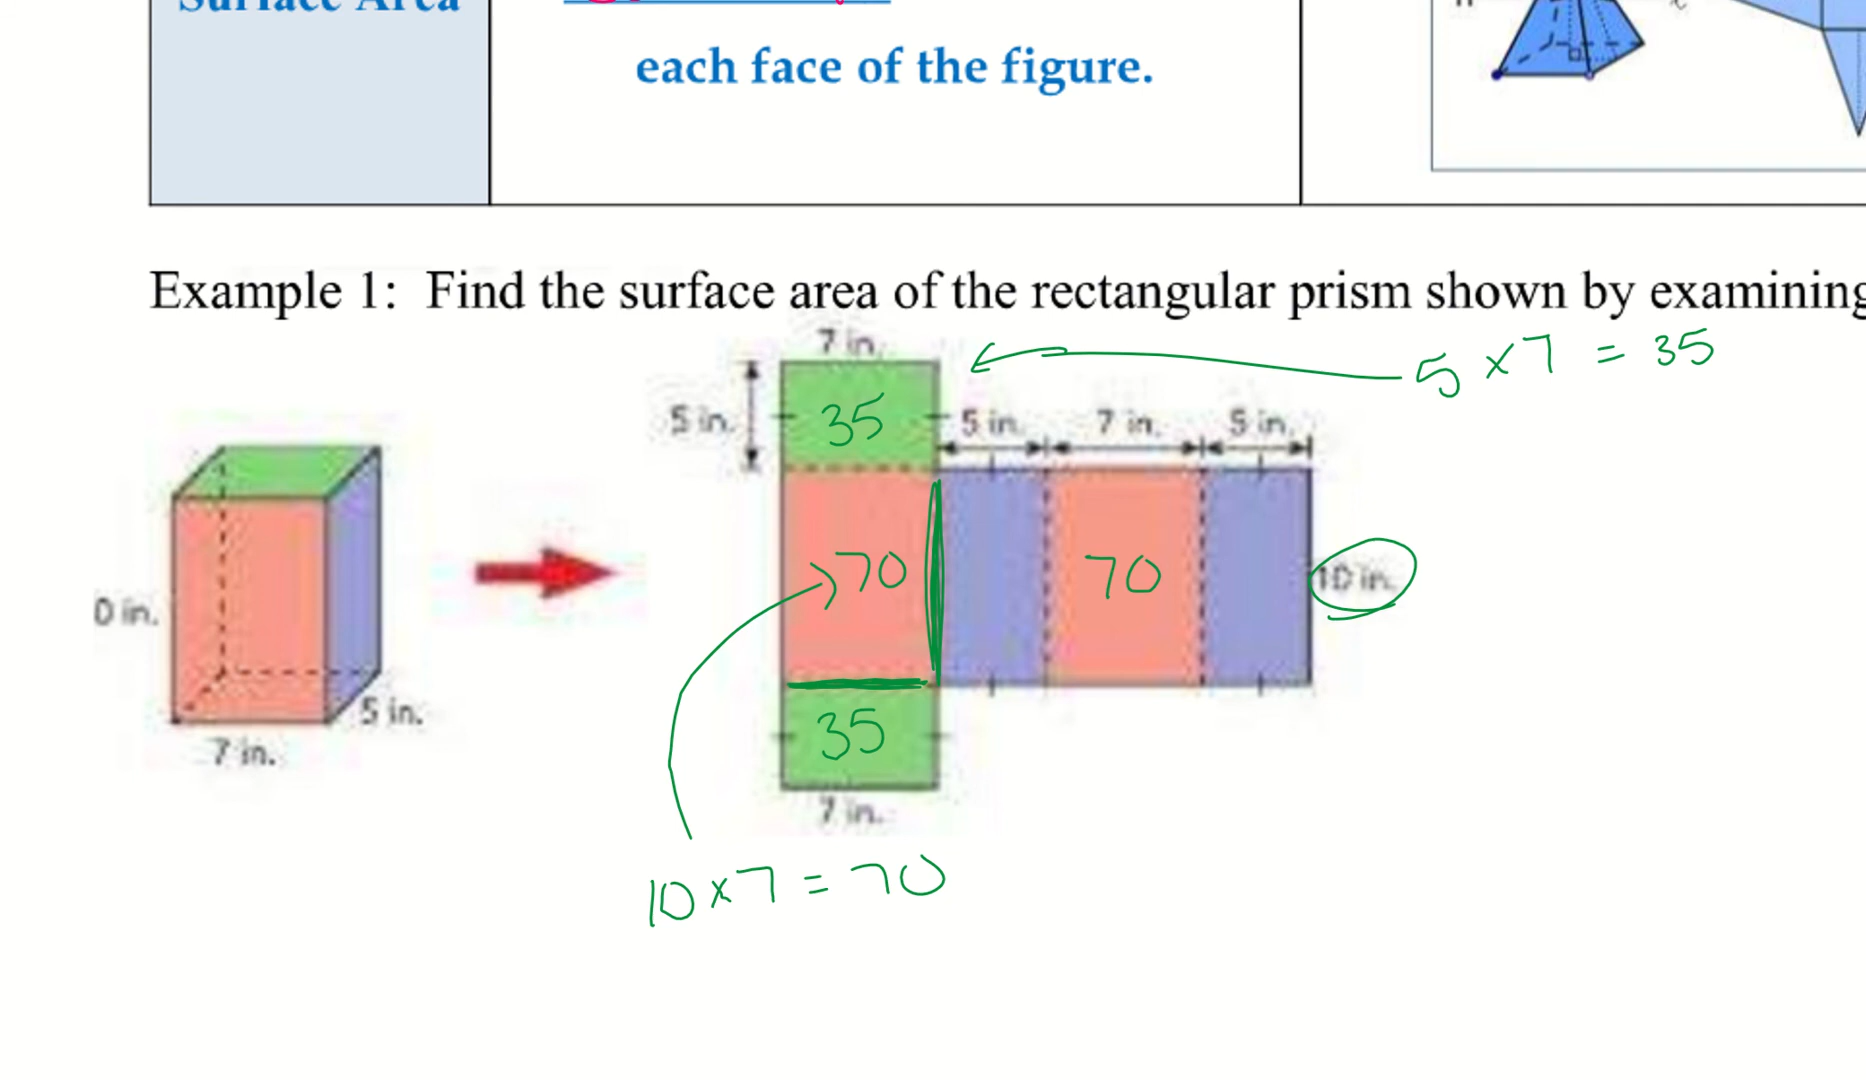 Surface Area
each face of the figure.
Example 1: Find the surface area of the rectangular prism shown by examining
7 in.
5 x 7 = 35
5 in.
35
5 in.
7 in.
5 in.
70
70
10 in.
0 in.
5 in.
7 in.
35
7 in.
10 x 7 = 70